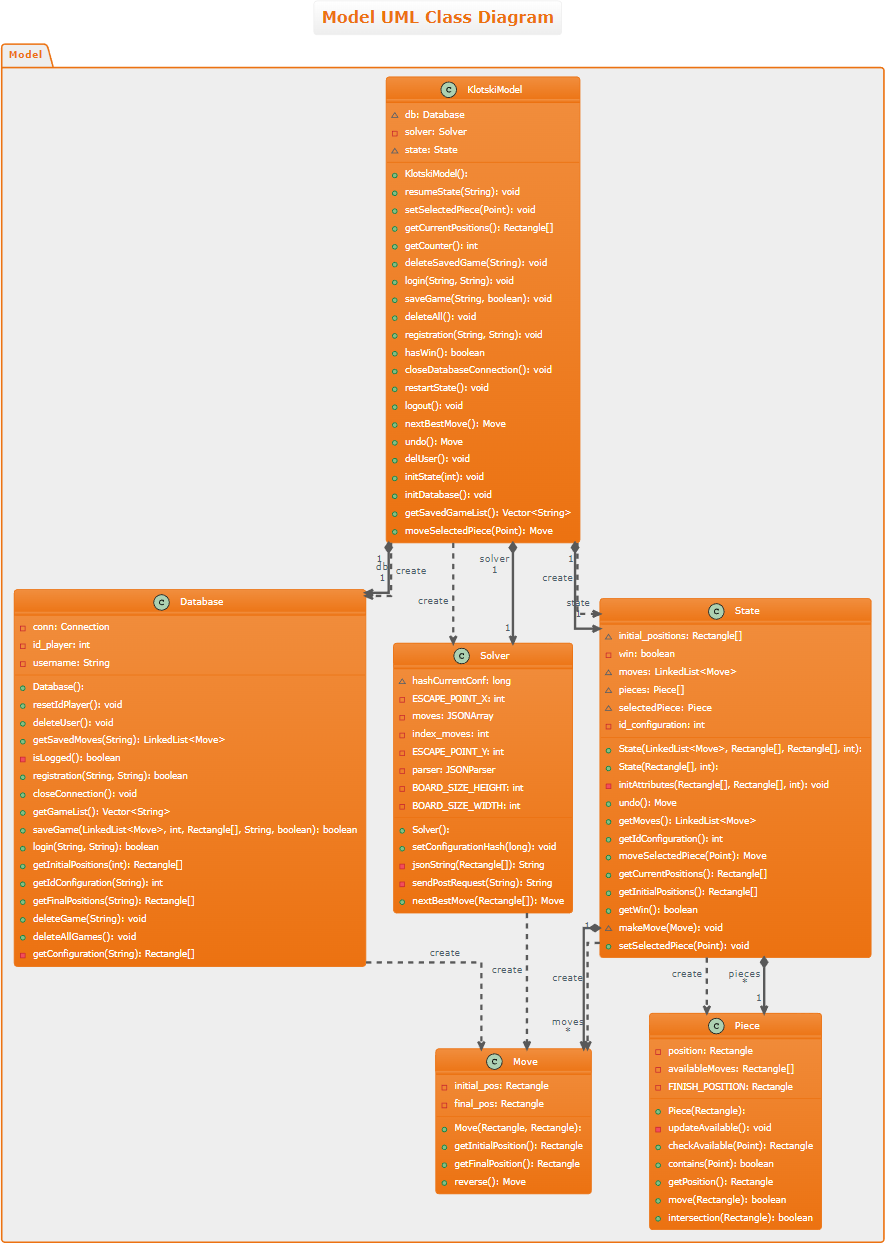 Model UML Class Diagram
Model
C KlotskiModel
db: Database
solver: Solver
state: State
KlotskiModel():
resumeState(String): void
setSelectedPiece(Point): void
getCurrentPositions(): Rectangle[]
getCounter(): int
deleteSavedGame(String): void
login(String, String): void
saveGame(String, boolean): void
deleteAll(): void
registration(String, String): void
hasWin(): boolean
closeDatabaseConnection(): void
restartState(): void
logout(): void
nextBestMove(): Move
undo(): Move
delUser(): void
initState(int): void
initDatabase(): void
getSavedGameList(): Vector<String>
moveSelectedPiece(Point): Move
1
db
1
create
create
solver
1
1
1
create
state
1
C Database
conn: Connection
id_player: int
username: String
Database():
resetIdPlayer(): void
deleteUser(): void
getSavedMoves(String): LinkedList<Move>
isLogged(): boolean
registration(String, String): boolean
closeConnection(): void
getGameList(): Vector<String>
saveGame(LinkedList<Move>, int, Rectangle[], String, boolean): boolean
login(String, String): boolean
getInitialPositions(int): Rectangle[]
getIdConfiguration(String): int
getFinalPositions(String): Rectangle[]
deleteGame(String): void
deleteAllGames(): void
getConfiguration(String): Rectangle[]
C Solver
hashCurrentConf: long
ESCAPE_POINT_X: int
moves: JSONArray
index_moves: int
ESCAPE_POINT_Y: int
parser: JSONParser
BOARD_SIZE_HEIGHT: int
BOARD_SIZE_WIDTH: int
Solver():
setConfigurationHash(long): void
jsonString(Rectangle[]): String
sendPostRequest(String): String
nextBestMove(Rectangle[]): Move
C State
initial_positions: Rectangle[]
win: boolean
moves: LinkedList<Move>
pieces: Piece[]
selectedPiece: Piece
id_configuration: int
State(LinkedList<Move>, Rectangle[], Rectangle[], int):
State(Rectangle[], int):
initAttributes(Rectangle[], Rectangle[], int): void
undo(): Move
getMoves(): LinkedList<Move>
getIdConfiguration(): int
moveSelectedPiece(Point): Move
getCurrentPositions(): Rectangle[]
getInitialPositions(): Rectangle[]
getWin(): boolean
makeMove(Move): void
setSelectedPiece(Point): void
create
create
1
create
moves
*
create
pieces
*
1
C Move
initial_pos: Rectangle
final_pos: Rectangle
Move(Rectangle, Rectangle):
getInitialPosition(): Rectangle
getFinalPosition(): Rectangle
reverse(): Move
C Piece
position: Rectangle
availableMoves: Rectangle[]
FINISH_POSITION: Rectangle
Piece(Rectangle):
updateAvailable(): void
checkAvailable(Point): Rectangle
contains(Point): boolean
getPosition(): Rectangle
move(Rectangle): boolean
intersection(Rectangle): boolean